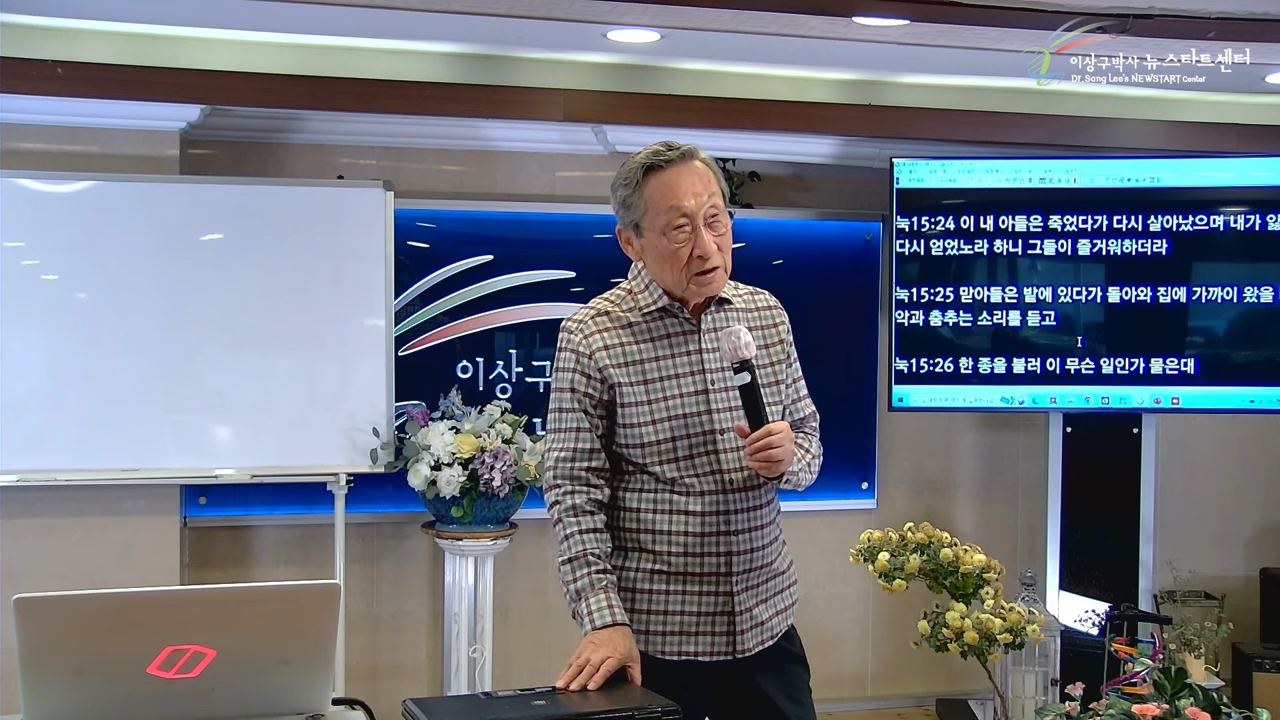 이상구박사 뉴스타트센터
Dr. Sang Lee's NEWSTART Center
눅15:24 이 내 아들은 죽었다가 다시 살아났으며 내가 잃
다시 얻었노라 하니 그들이 즐거워하더라
눅15:25 맏아들은 밭에 있다가 돌아와 집에 가까이 왔을
악과 춤추는 소리를 듣고
눅15:26 한 종을 불러 이 무슨 일인가 물은대
이상구